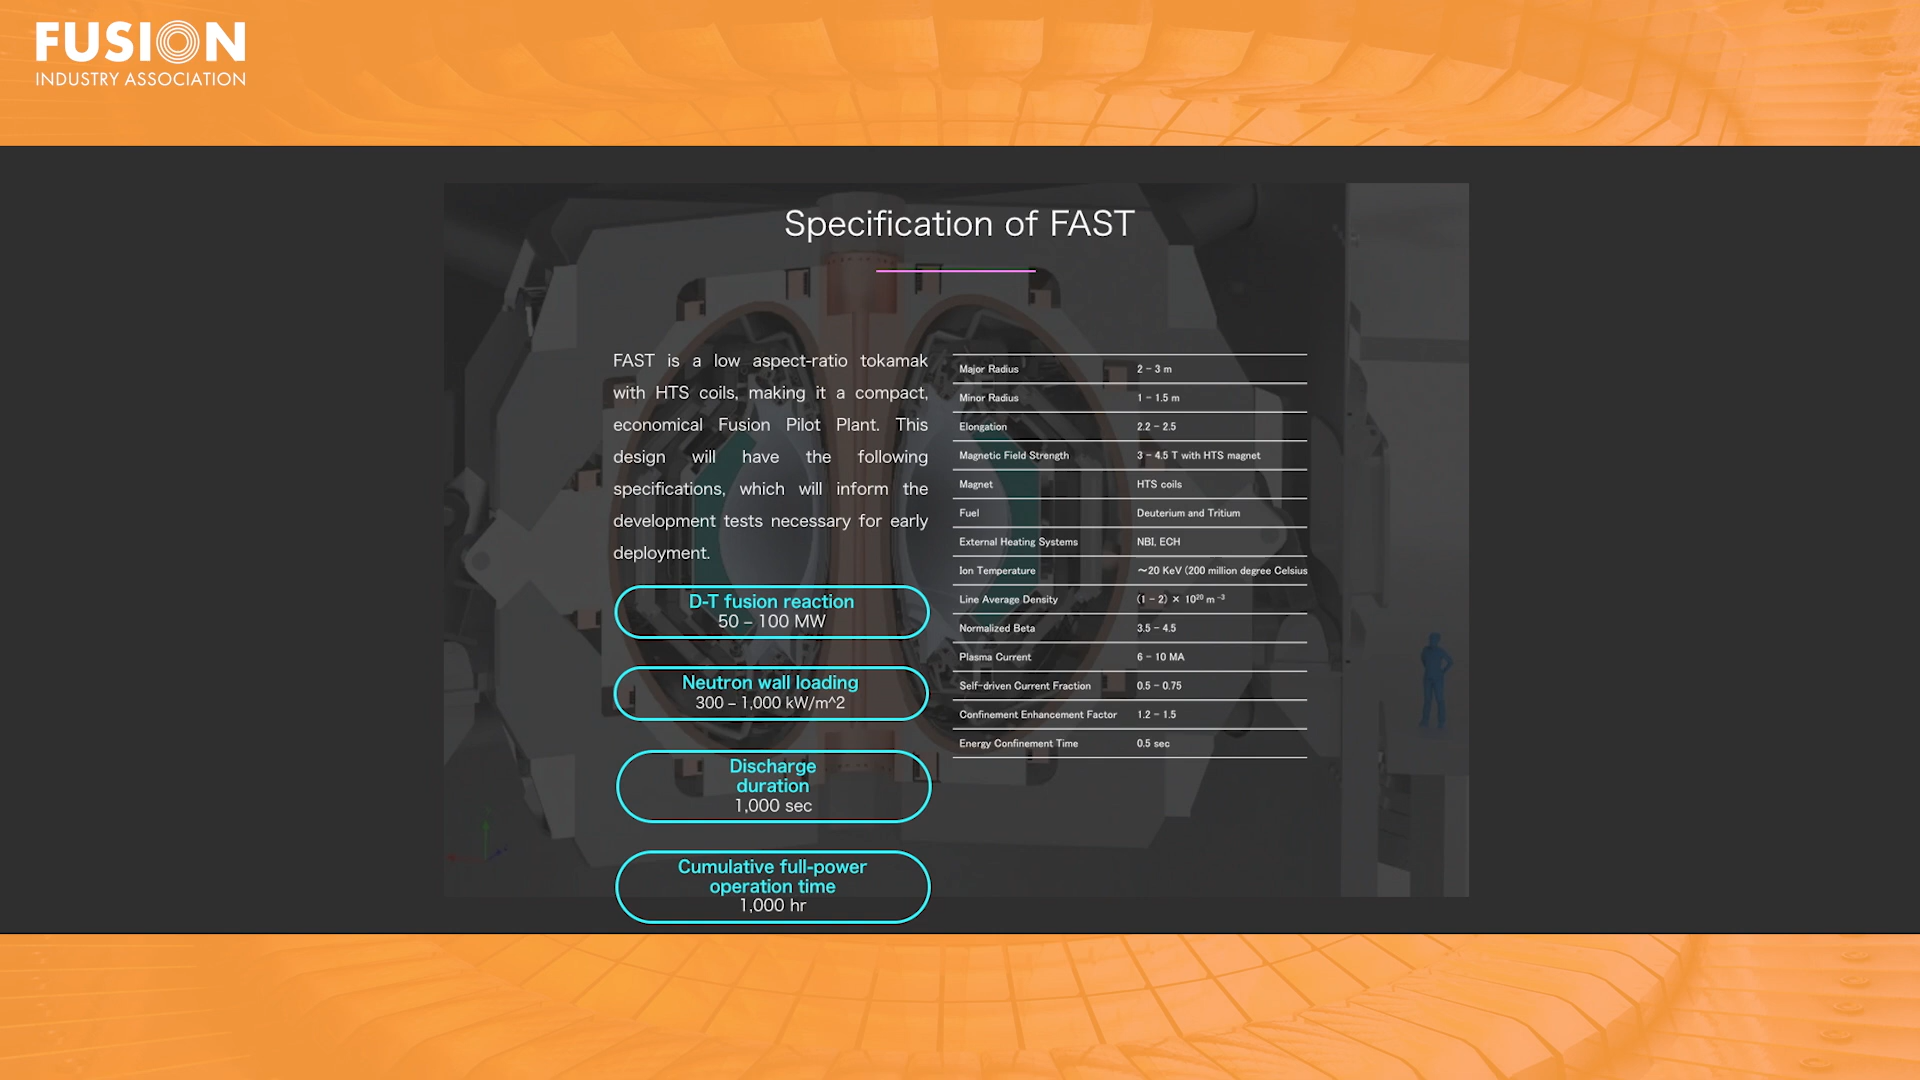 FUSION
INDUSTRY ASSOCIATION
Specification of FAST
FAST is a low aspect-ratio tokamak
with HTS coils, making it a compact,
economical Fusion Pilot Plant. This
design will have the following
specifications, which will inform the
development tests necessary for early
deployment.
D-T fusion reaction
50 – 100 MW
Neutron wall loading
300 – 1,000 kW/m^2
Discharge
duration
1,000 sec
Cumulative full-power
operation time
1,000 hr
Major Radius 2 - 3 m
Minor Radius 1 - 1.5 m
Elongation 2.2 - 2.5
Magnetic Field Strength 3 - 4.5 T with HTS magnet
Magnet HTS coils
Fuel Deuterium and Tritium
External Heating Systems NBI, ECH
Ion Temperature ～20 KeV (200 million degree Celsius
Line Average Density (1 - 2) × 10²⁰ m⁻³
Normalized Beta 3.5 - 4.5
Plasma Current 6 - 10 MA
Self-driven Current Fraction 0.5 - 0.75
Confinement Enhancement Factor 1.2 - 1.5
Energy Confinement Time 0.5 sec